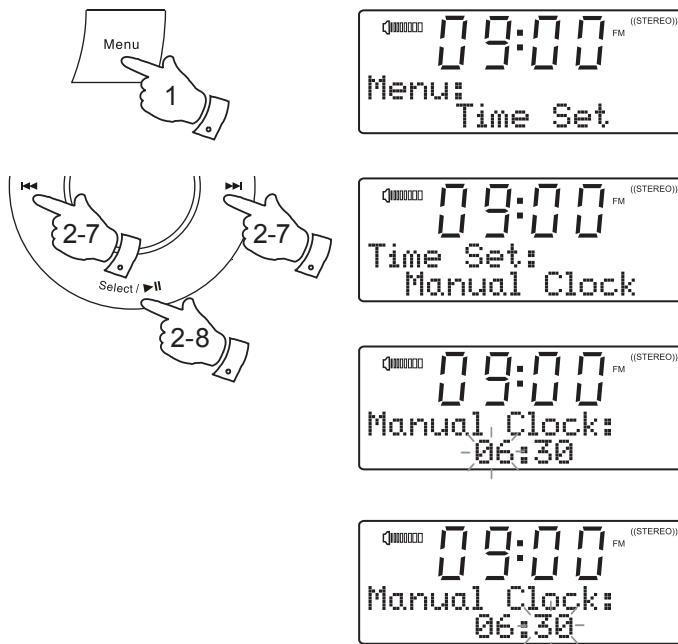 Menu
1
2-7
2-7
Select /
2-8
09:00
FM
((STEREO))
Menu:
Time Set
09:00
FM
((STEREO))
Time Set:
Manual Clock
09:00
FM
((STEREO))
Manual Clock:
06:30
09:00
FM
((STEREO))
Manual Clock:
06:30